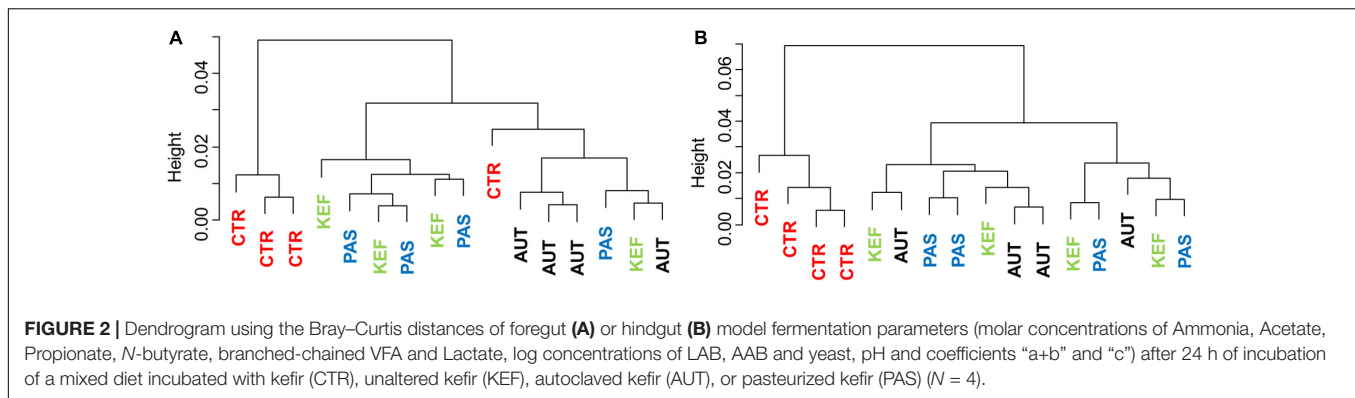 A
B
Height
0.00
0.02
0.04
CTR
CTR
CTR
KEF
PAS
KEF
PAS
KEF
PAS
CTR
AUT
AUT
AUT
PAS
KEF
AUT
Height
0.00
0.02
0.04
0.06
CTR
CTR
CTR
CTR
KEF
AUT
PAS
PAS
KEF
AUT
AUT
KEF
PAS
AUT
KEF
PAS
FIGURE 2 | Dendrogram using the Bray–Curtis distances of foregut (A) or hindgut (B) model fermentation parameters (molar concentrations of Ammonia, Acetate,
Propionate, N-butyrate, branched-chained VFA and Lactate, log concentrations of LAB, AAB and yeast, pH and coefficients “a+b” and “c”) after 24 h of incubation
of a mixed diet incubated with kefir (CTR), unaltered kefir (KEF), autoclaved kefir (AUT), or pasteurized kefir (PAS) (N = 4).